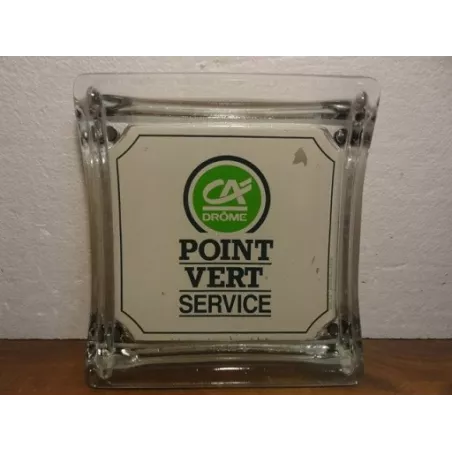 CA
DRÔME
POINT
VERT
SERVICE